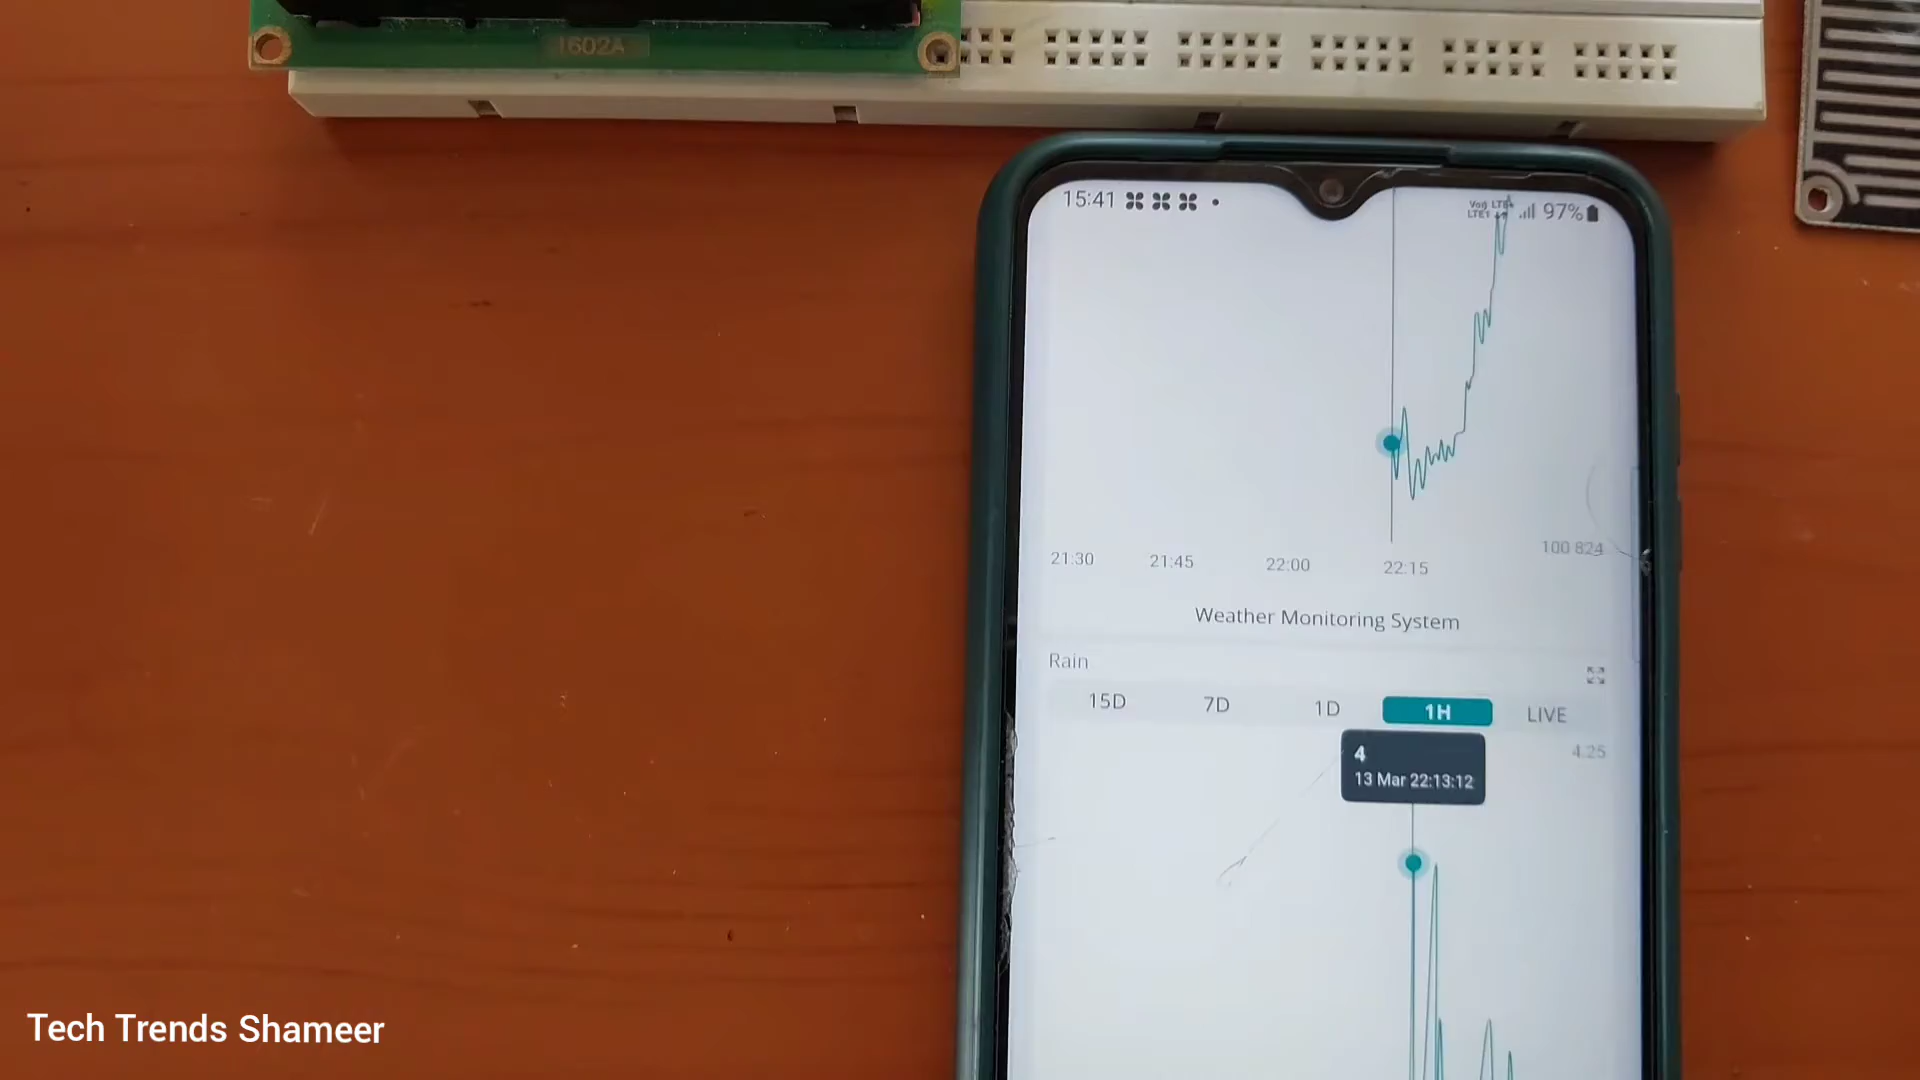 1602A
15:41
97%
21:30 21:45 22:00 22:15
100 824
Weather Monitoring System
Rain
15D 7D 1D 1H LIVE
4
13 Mar 22:13:12
4.25
Tech Trends Shameer